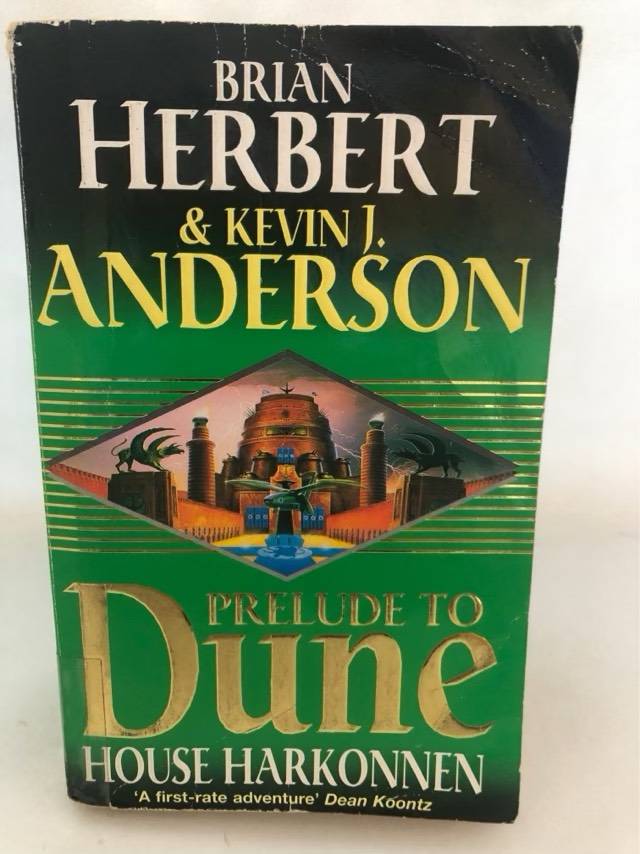 BRIAN
HERBERT
& KEVIN J.
ANDERSON
PRELUDE TO
Dune
HOUSE HARKONNEN
'A first-rate adventure' Dean Koontz